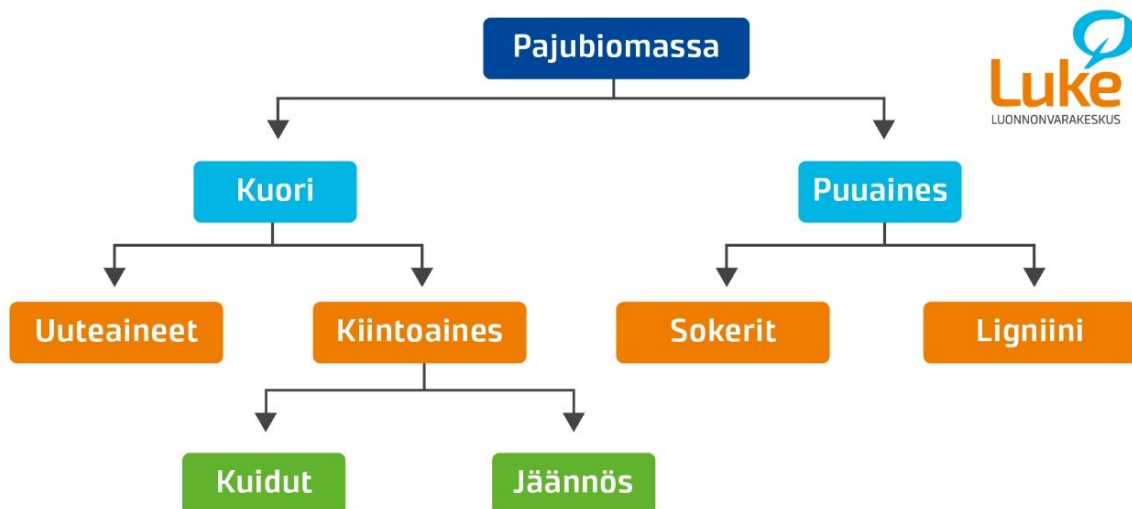 Pajubiomassa
Luke
LUONNONVARAKESKUS
Kuori
Puuaines
Uuteaineet
Kiintoaines
Sokerit
Ligniini
Kuidut
Jäännös